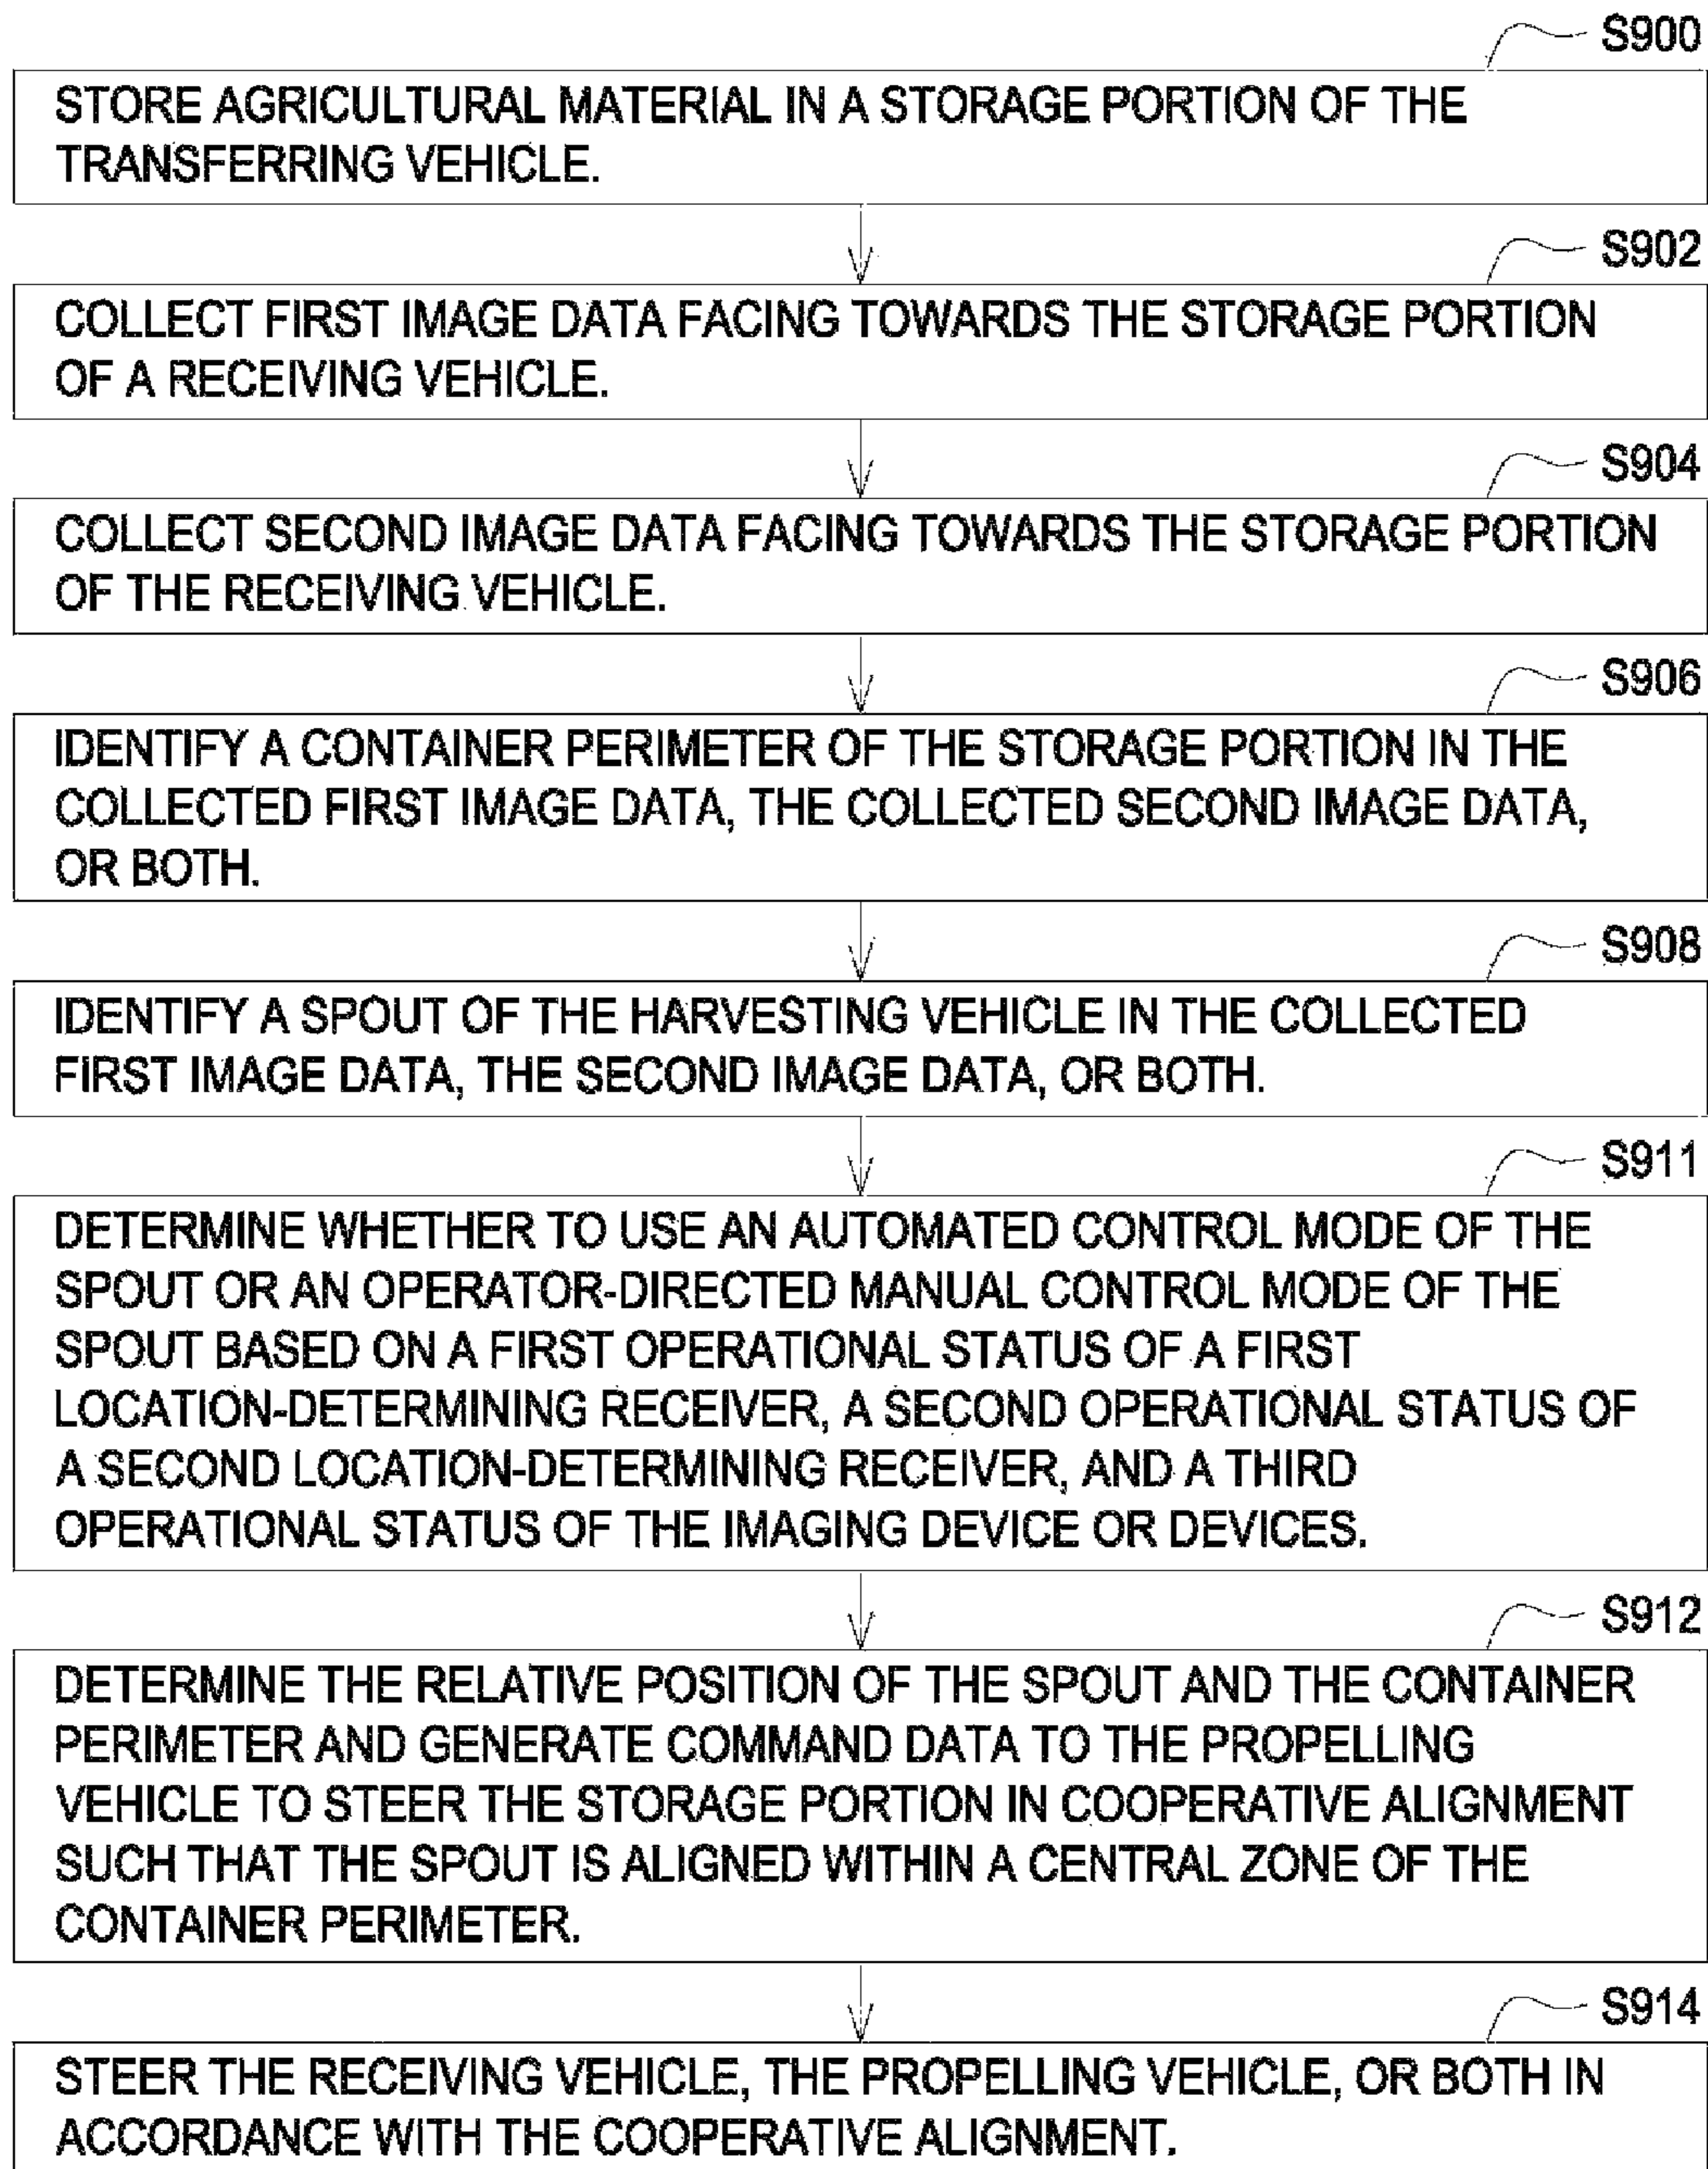 S900
STORE AGRICULTURAL MATERIAL IN A STORAGE PORTION OF THE
TRANSFERRING VEHICLE.
S902
COLLECT FIRST IMAGE DATA FACING TOWARDS THE STORAGE PORTION
OF A RECEIVING VEHICLE.
S904
COLLECT SECOND IMAGE DATA FACING TOWARDS THE STORAGE PORTION
OF THE RECEIVING VEHICLE.
S906
IDENTIFY A CONTAINER PERIMETER OF THE STORAGE PORTION IN THE
COLLECTED FIRST IMAGE DATA, THE COLLECTED SECOND IMAGE DATA,
OR BOTH.
S908
IDENTIFY A SPOUT OF THE HARVESTING VEHICLE IN THE COLLECTED
FIRST IMAGE DATA, THE SECOND IMAGE DATA, OR BOTH.
S911
DETERMINE WHETHER TO USE AN AUTOMATED CONTROL MODE OF THE
SPOUT OR AN OPERATOR-DIRECTED MANUAL CONTROL MODE OF THE
SPOUT BASED ON A FIRST OPERATIONAL STATUS OF A FIRST
LOCATION-DETERMINING RECEIVER, A SECOND OPERATIONAL STATUS OF
A SECOND LOCATION-DETERMINING RECEIVER, AND A THIRD
OPERATIONAL STATUS OF THE IMAGING DEVICE OR DEVICES.
S912
DETERMINE THE RELATIVE POSITION OF THE SPOUT AND THE CONTAINER
PERIMETER AND GENERATE COMMAND DATA TO THE PROPELLING
VEHICLE TO STEER THE STORAGE PORTION IN COOPERATIVE ALIGNMENT
SUCH THAT THE SPOUT IS ALIGNED WITHIN A CENTRAL ZONE OF THE
CONTAINER PERIMETER.
S914
STEER THE RECEIVING VEHICLE, THE PROPELLING VEHICLE, OR BOTH IN
ACCORDANCE WITH THE COOPERATIVE ALIGNMENT.